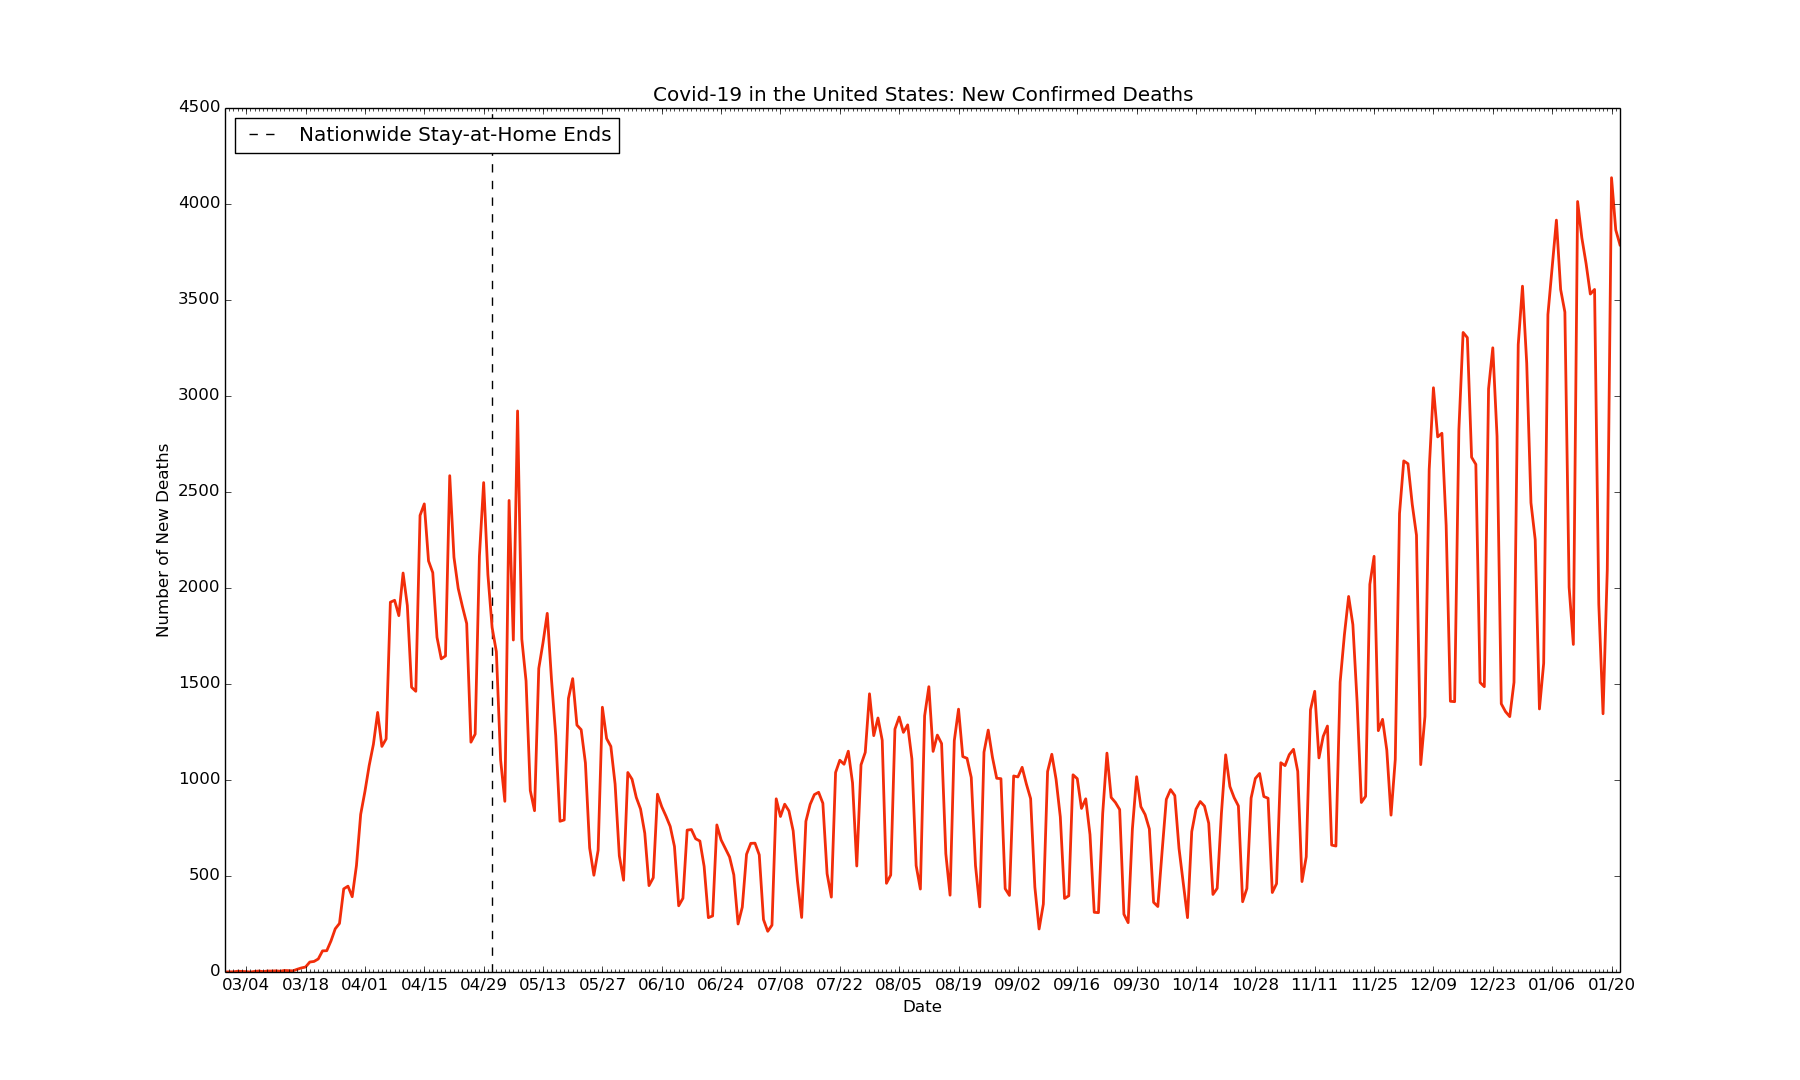 Covid-19 in the United States: New Confirmed Deaths
Nationwide Stay-at-Home Ends
Number of New Deaths
4500
4000
3500
3000
2500
2000
1500
1000
500
0
03/04 03/18 04/01 04/15 04/29 05/13 05/27 06/10 06/24 07/08 07/22 08/05 08/19 09/02 09/16 09/30 10/14 10/28 11/11 11/25 12/09 12/23 01/06 01/20
Date